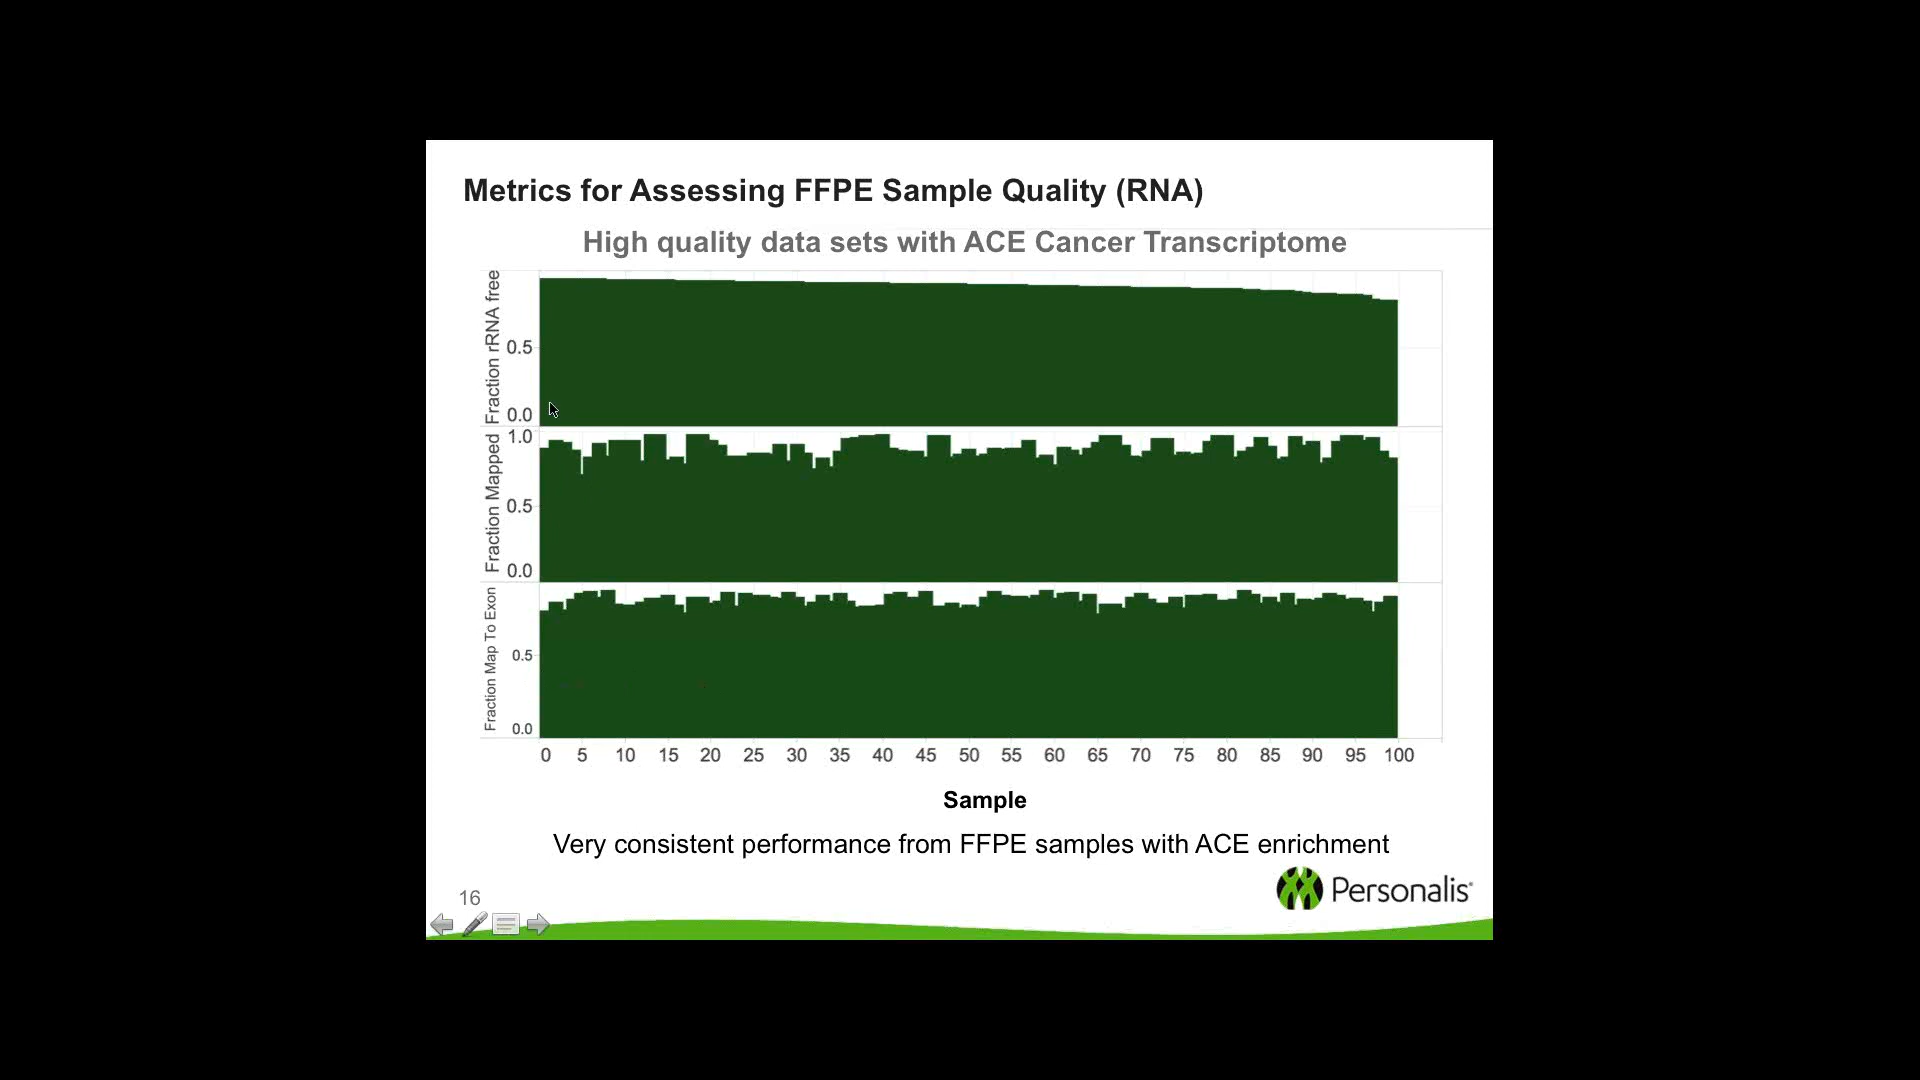 Metrics for Assessing FFPE Sample Quality (RNA)
High quality data sets with ACE Cancer Transcriptome
Fraction rRNA free
0.5
0.0
Fraction Mapped
1.0
0.5
0.0
Fraction Map To Exon
0.5
0.0
0 5 10 15 20 25 30 35 40 45 50 55 60 65 70 75 80 85 90 95 100
Sample
Very consistent performance from FFPE samples with ACE enrichment
Personalis
16